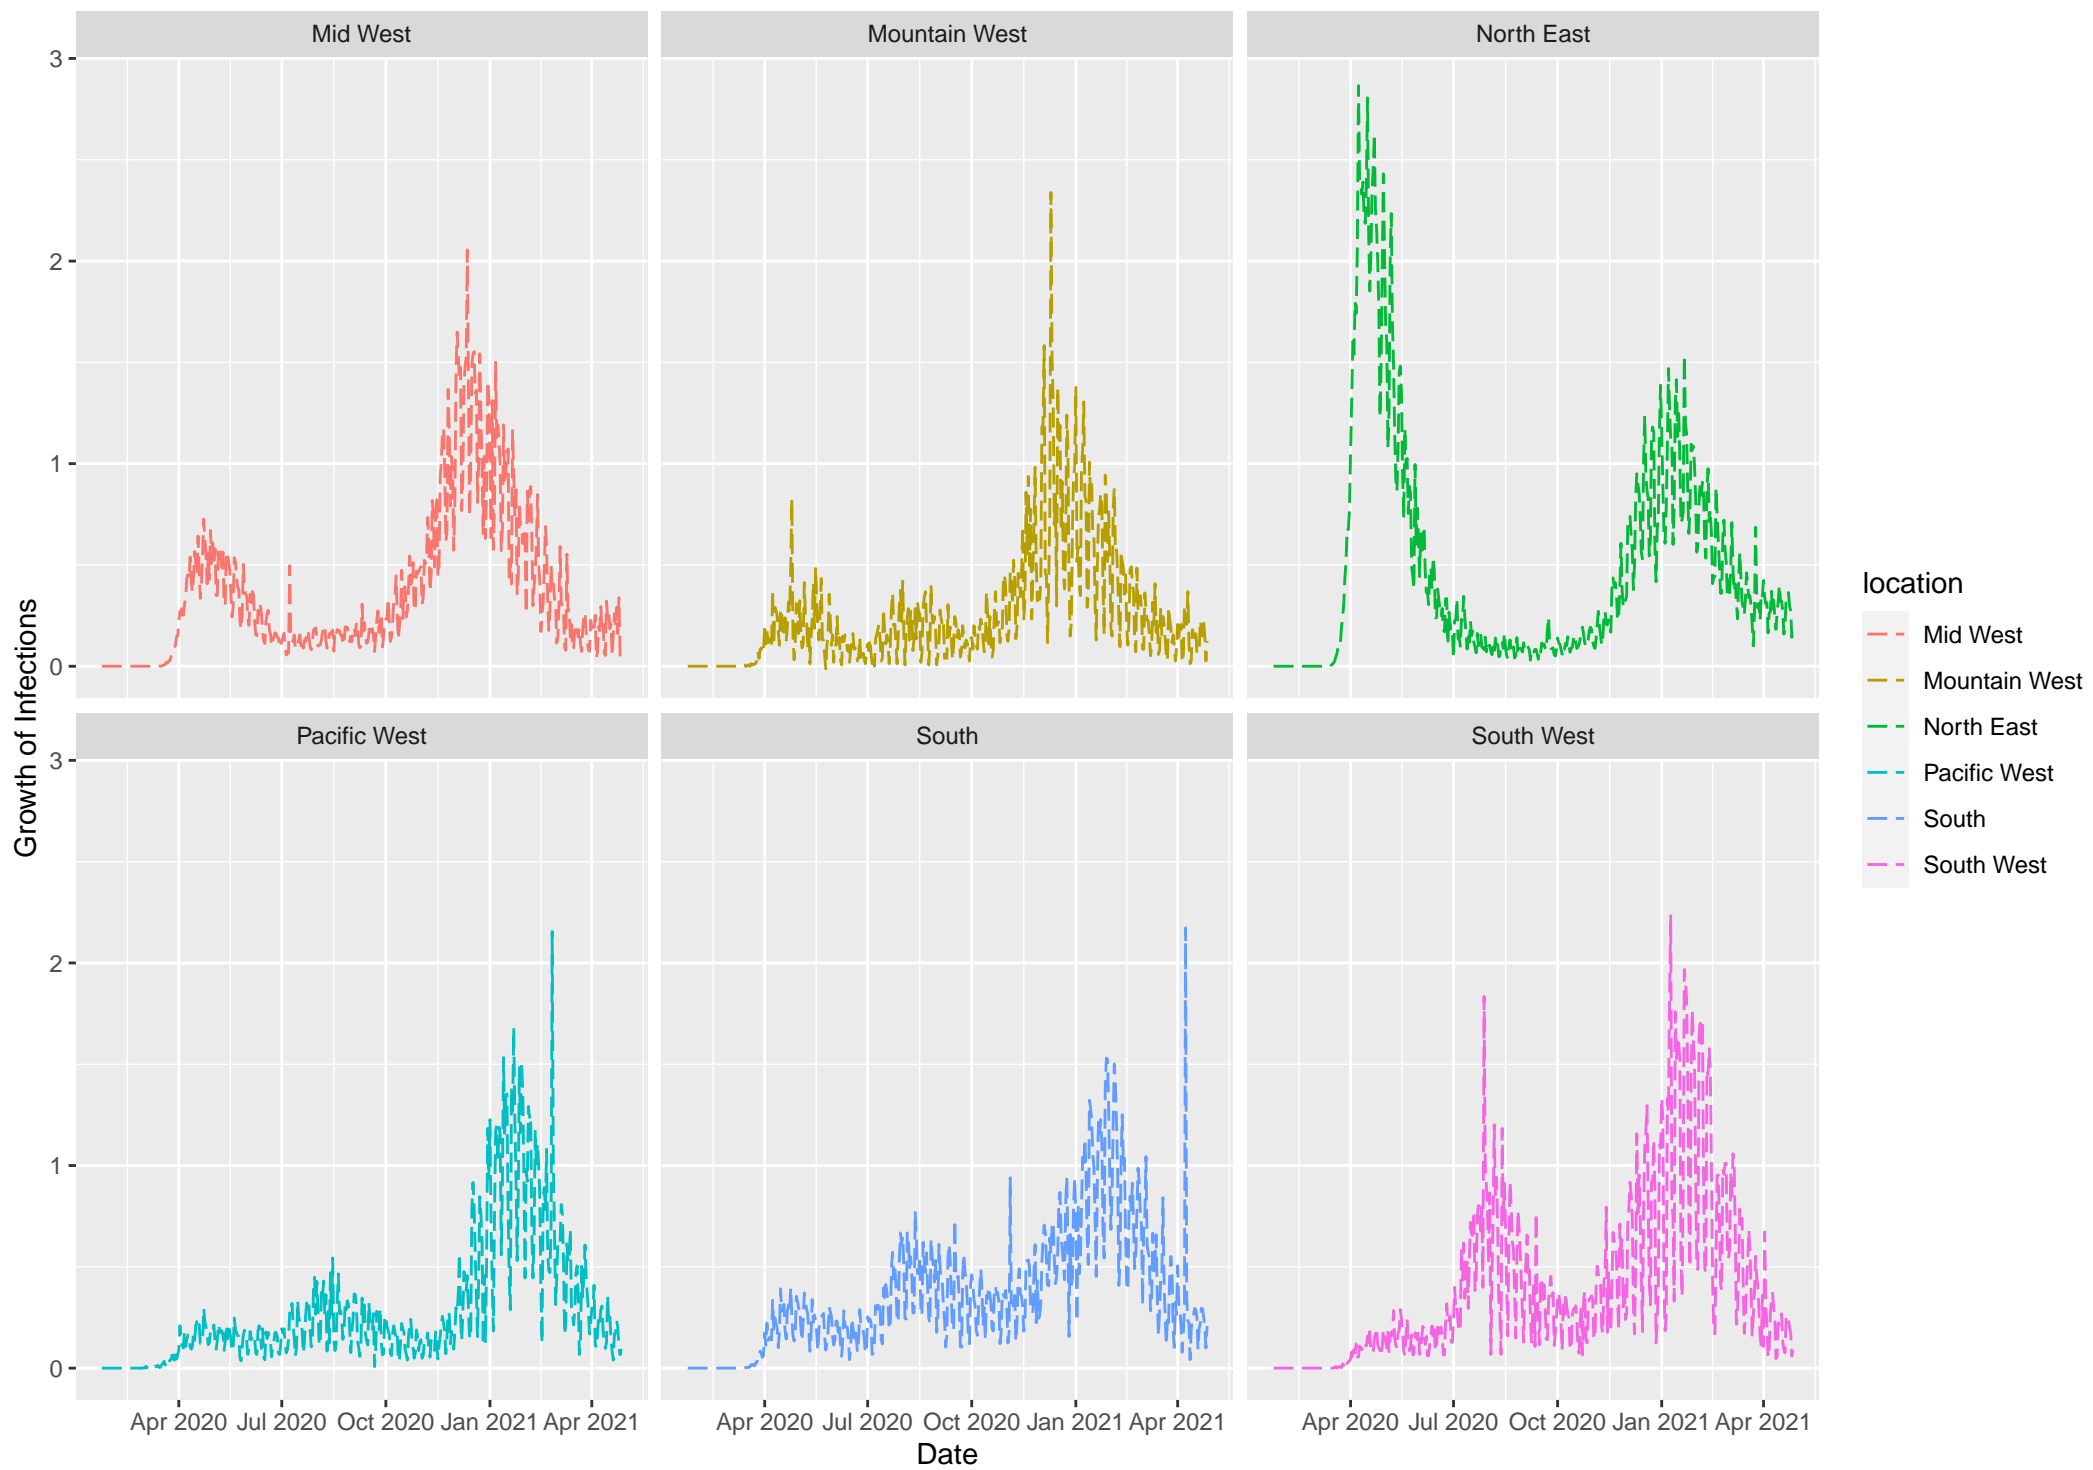 Mid West
Mountain West
North East
3
2
1
0
Pacific West
South
South West
3
2
1
0
Apr 2020 Jul 2020 Oct 2020 Jan 2021 Apr 2021
Apr 2020 Jul 2020 Oct 2020 Jan 2021 Apr 2021
Apr 2020 Jul 2020 Oct 2020 Jan 2021 Apr 2021
Date
Growth of Infections
location
Mid West
Mountain West
North East
Pacific West
South
South West